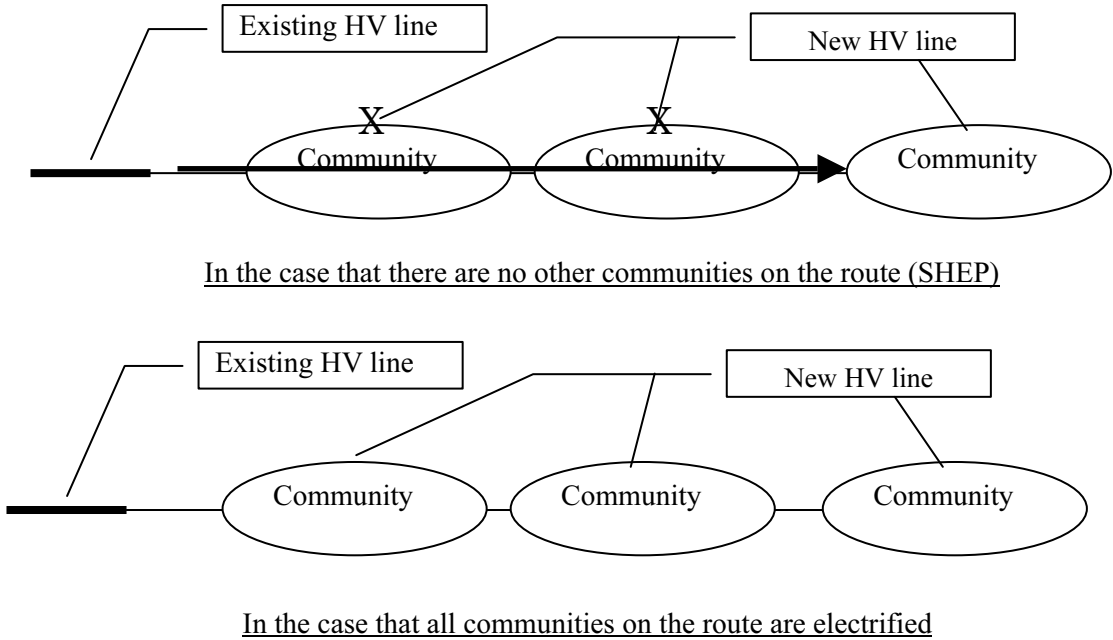 Existing HV line
New HV line
X X
Community Community Community
In the case that there are no other communities on the route (SHEP)
Existing HV line
New HV line
Community Community Community
In the case that all communities on the route are electrified